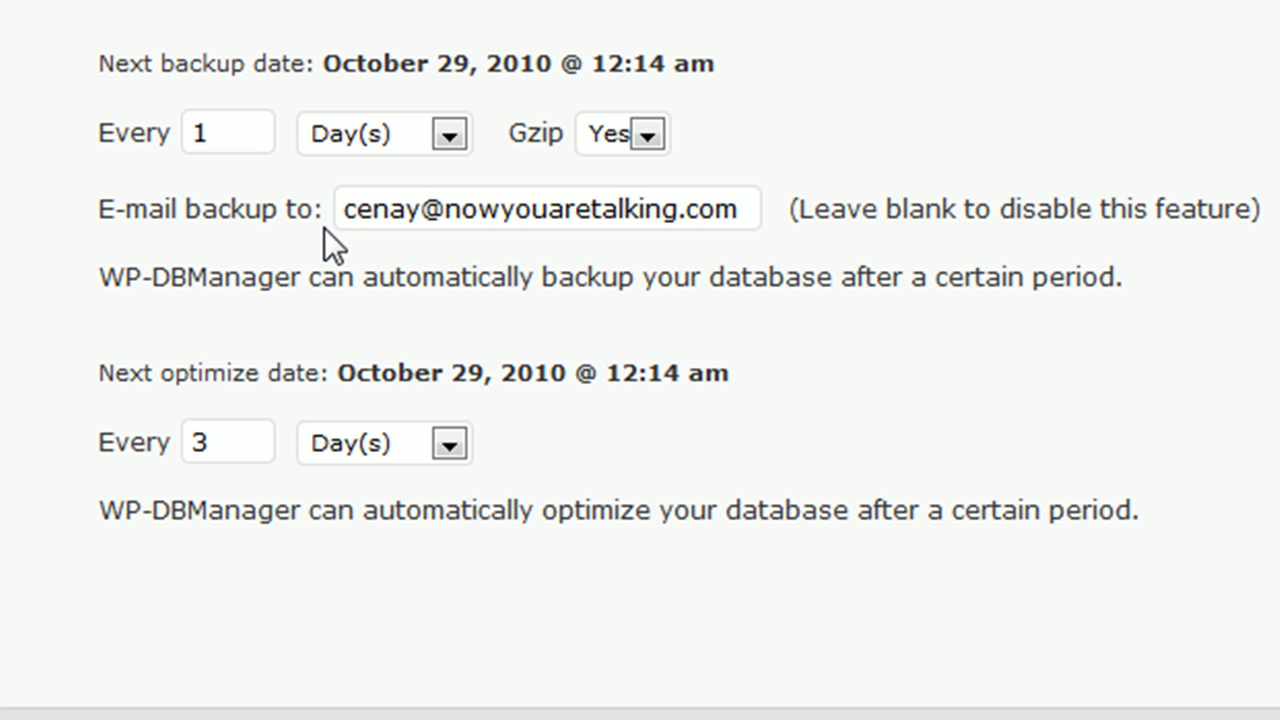 Next backup date: October 29, 2010 @ 12:14 am
Every 1 Day(s) Gzip Yes
E-mail backup to: cenay@nowyouaretalking.com (Leave blank to disable this feature)
WP-DBManager can automatically backup your database after a certain period.
Next optimize date: October 29, 2010 @ 12:14 am
Every 3 Day(s)
WP-DBManager can automatically optimize your database after a certain period.